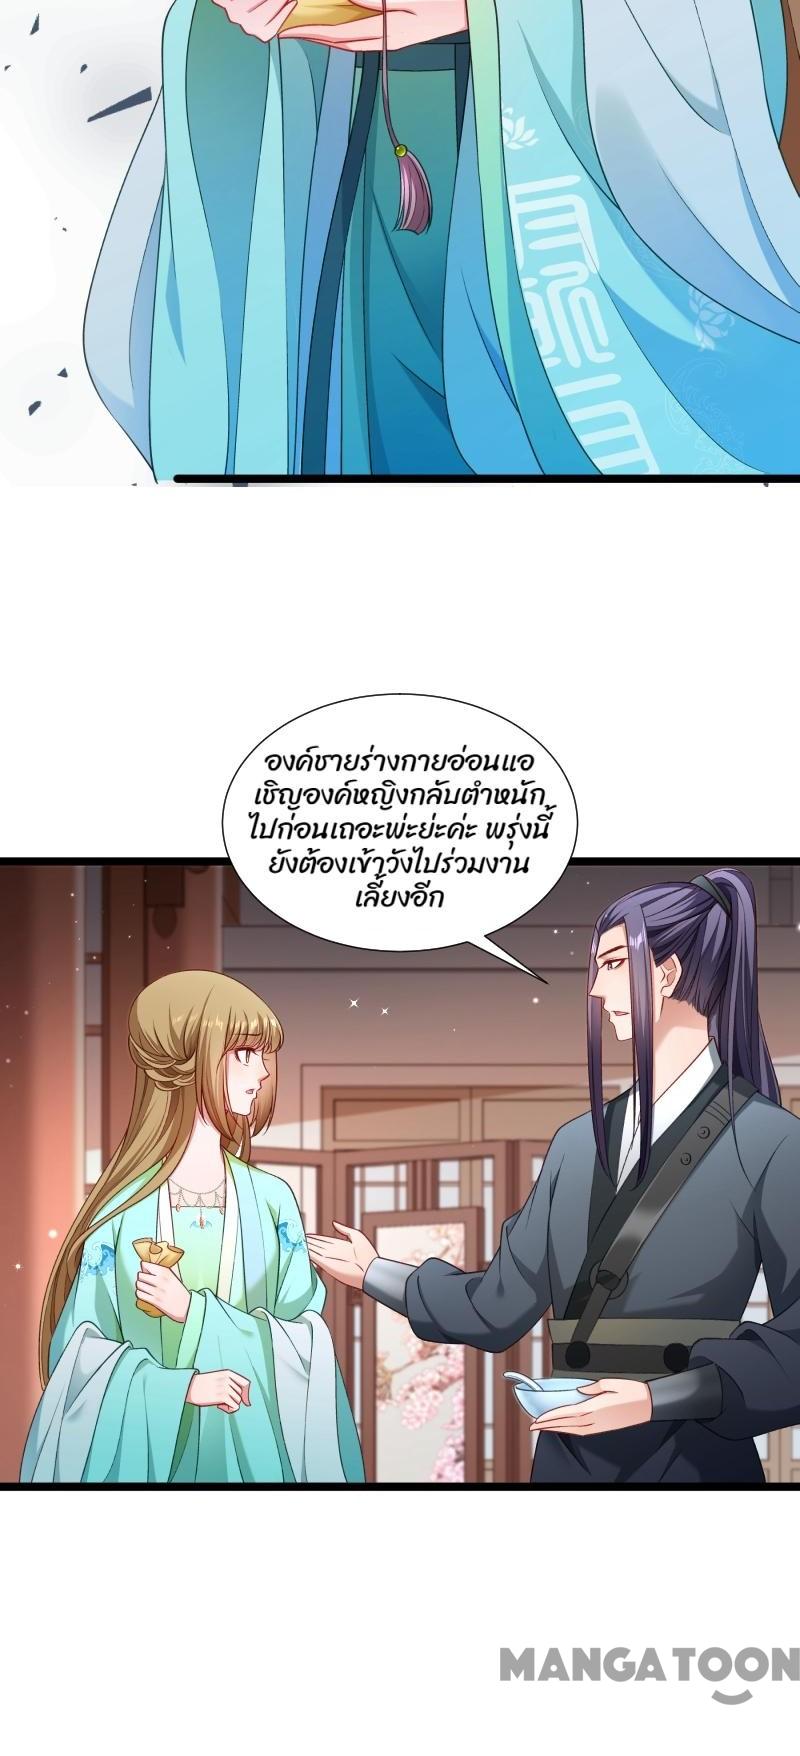 องค์ชายร่างกายอ่อนแอ
เชิญองค์หญิงกลับตำหนัก
ไปก่อนเถอะพ่ะย่ะค่ะ พรุ่งนี้
ยังต้องเข้าวังไปร่วมงาน
เลี้ยงอีก
MANGATOON